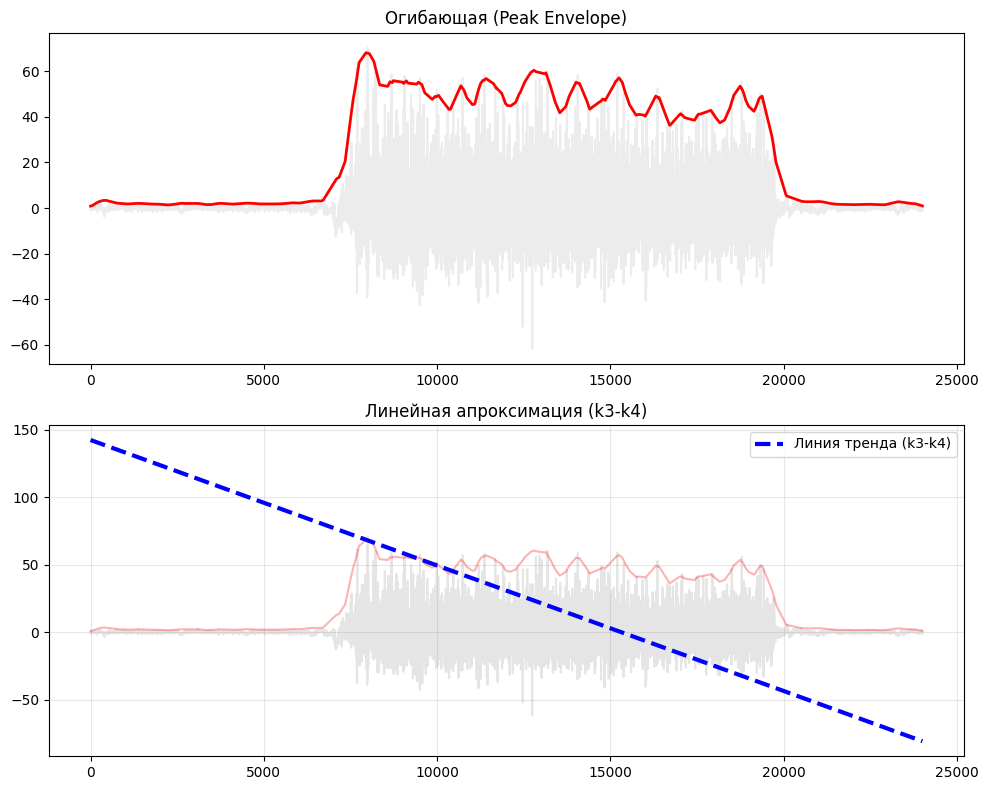 Огибающая (Peak Envelope)
60
40
20
0
−20
−40
−60
0 5000 10000 15000 20000 25000
Линейная апроксимация (k3-k4)
150
100
50
0
−50
Линия тренда (k3-k4)
0 5000 10000 15000 20000 25000